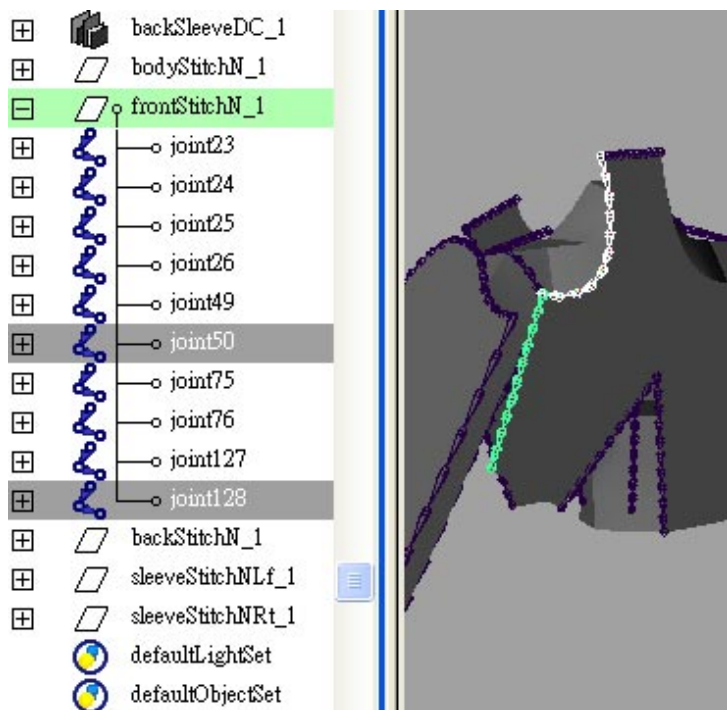 backSleeveDC_1
bodyStitchN_1
frontStitchN_1
joint23
joint24
joint25
joint26
joint49
joint50
joint75
joint76
joint127
joint128
backStitchN_1
sleeveStitchNLf_1
sleeveStitchNRt_1
defaultLightSet
defaultObjectSet